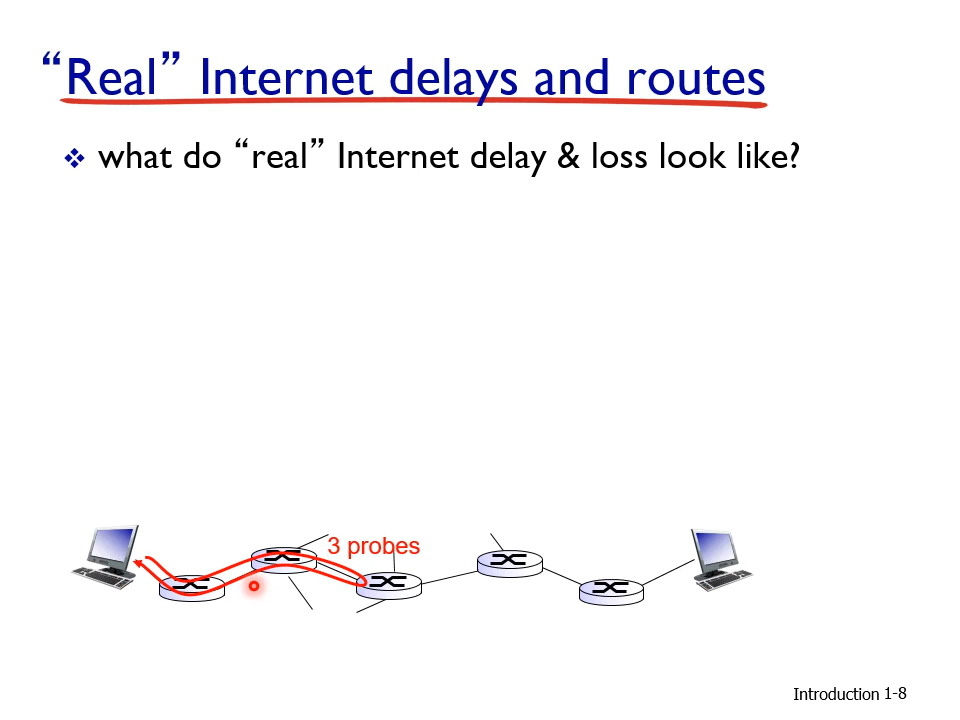 “Real” Internet delays and routes
what do “real” Internet delay & loss look like?
3 probes
Introduction 1-8